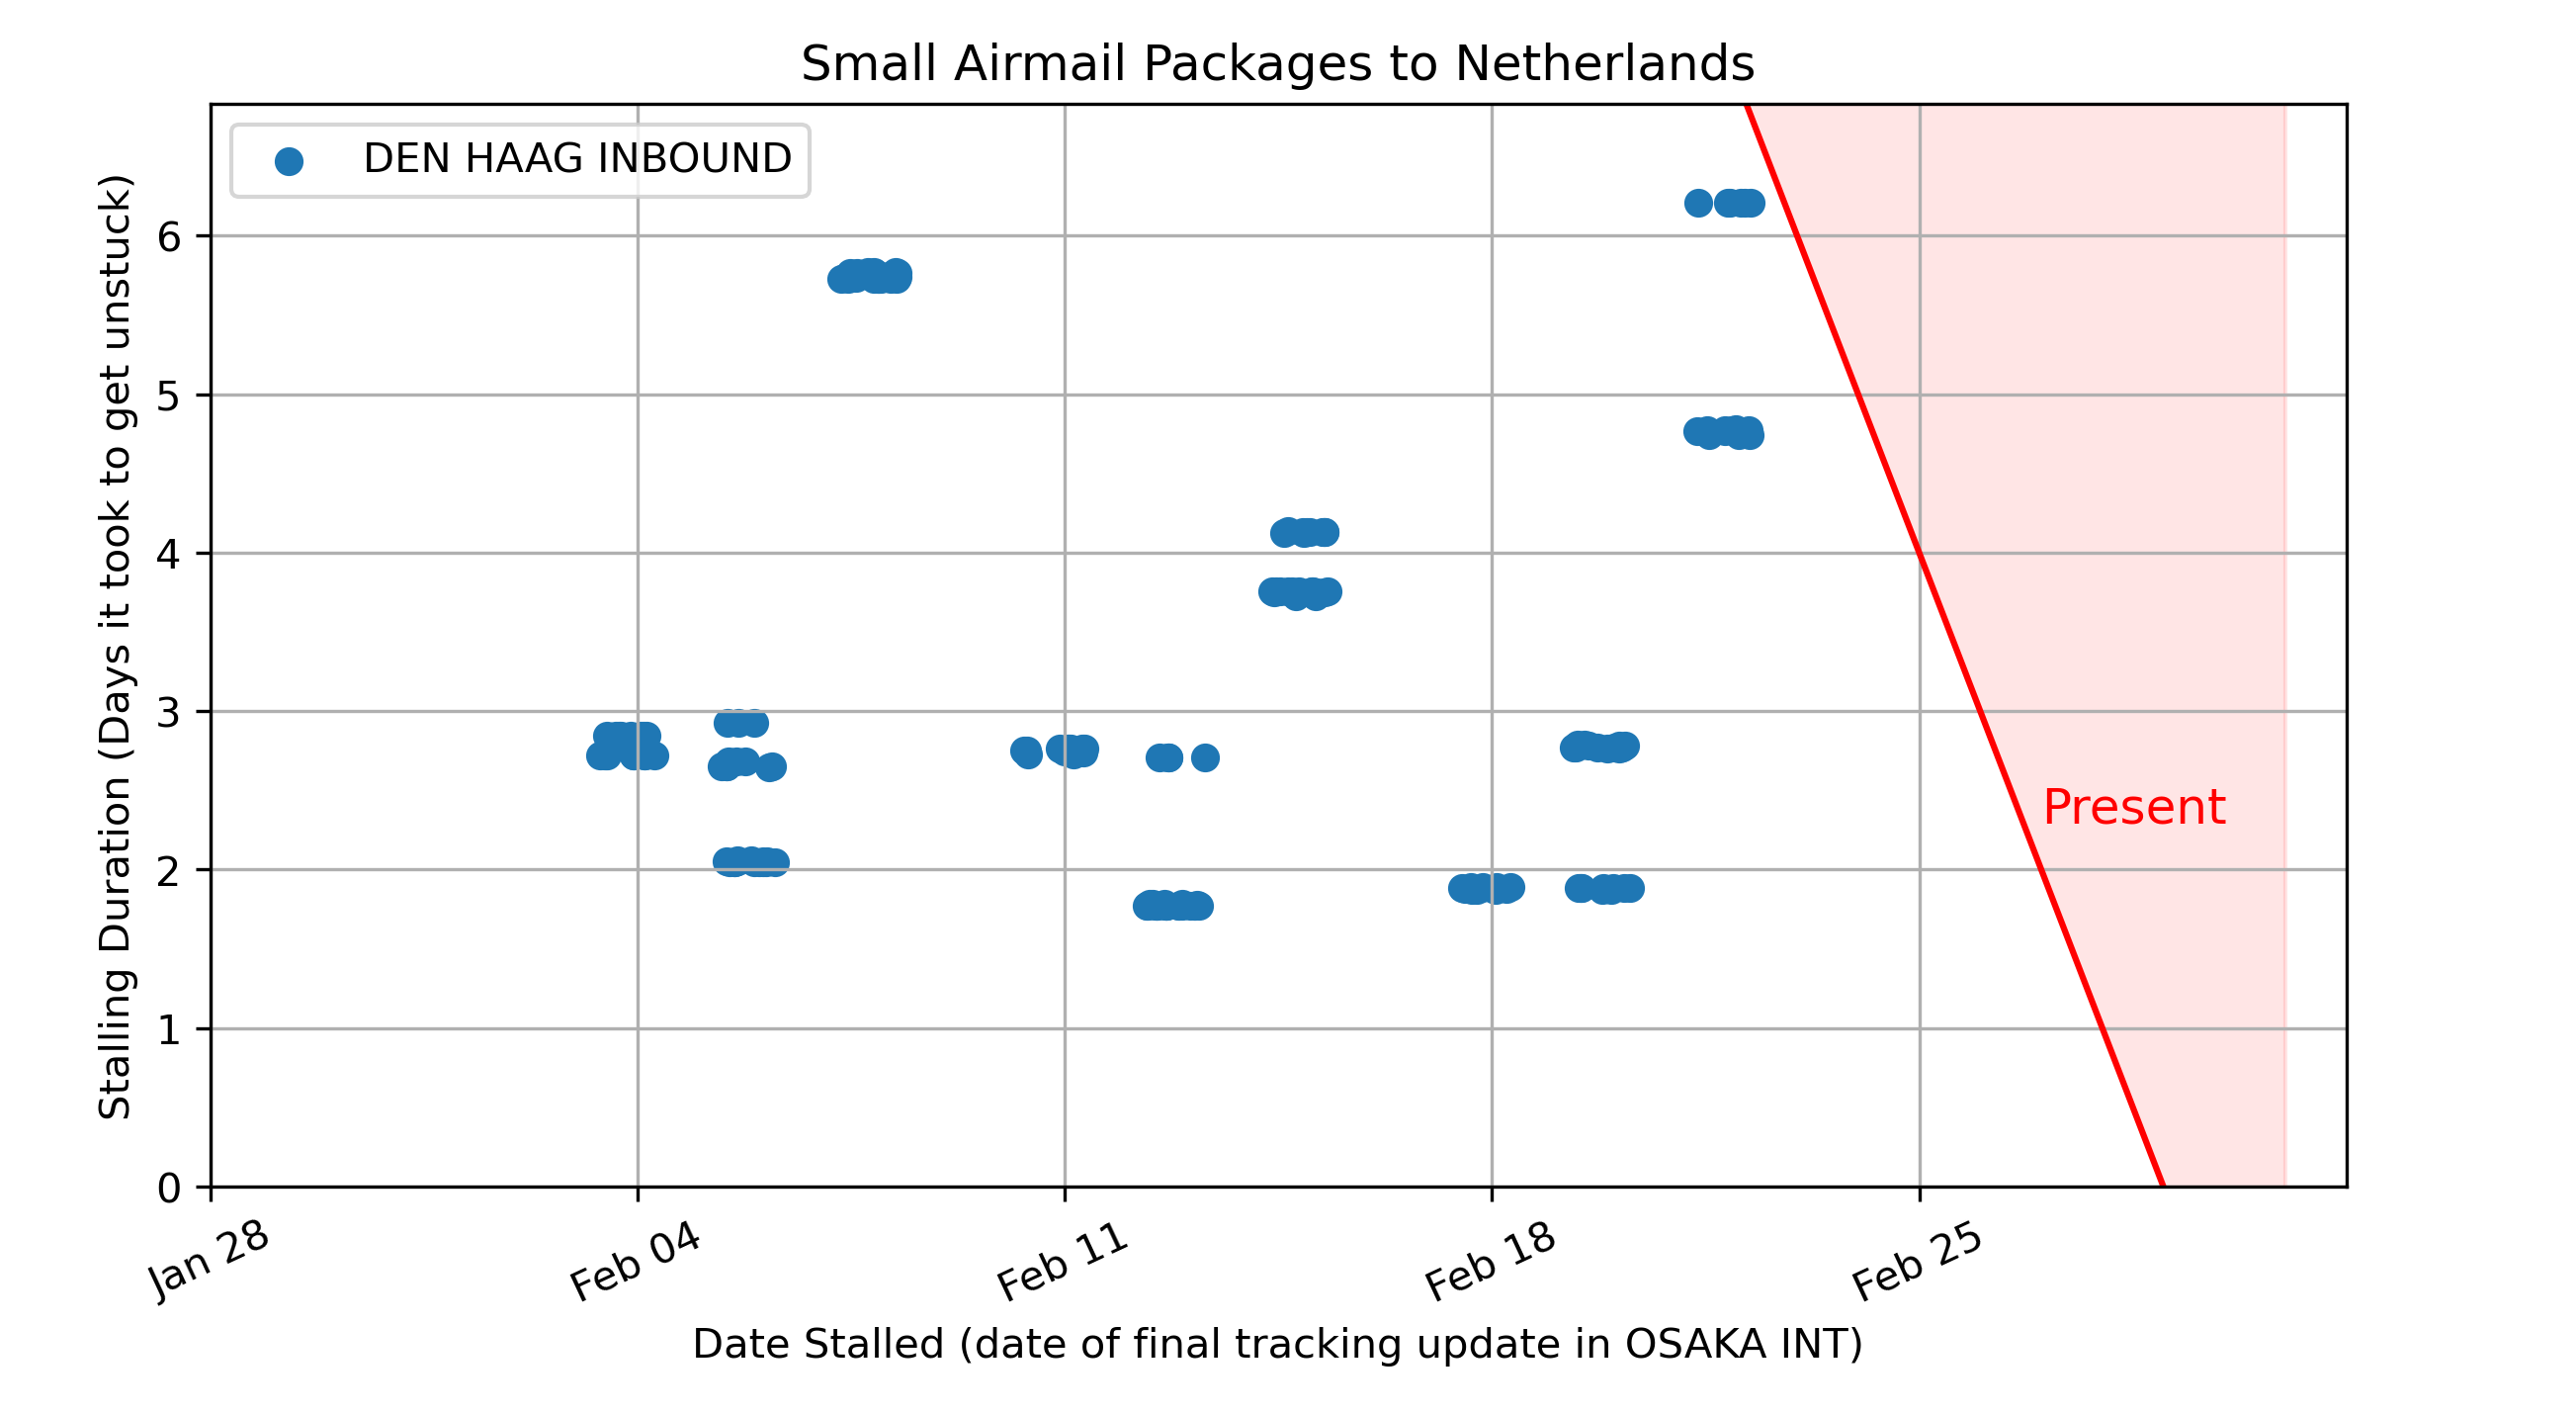 Small Airmail Packages to Netherlands
DEN HAAG INBOUND
Stalling Duration (Days it took to get unstuck)
6
5
4
3
2
1
0
Present
Jan 28
Feb 04
Feb 11
Feb 18
Feb 25
Date Stalled (date of final tracking update in OSAKA INT)